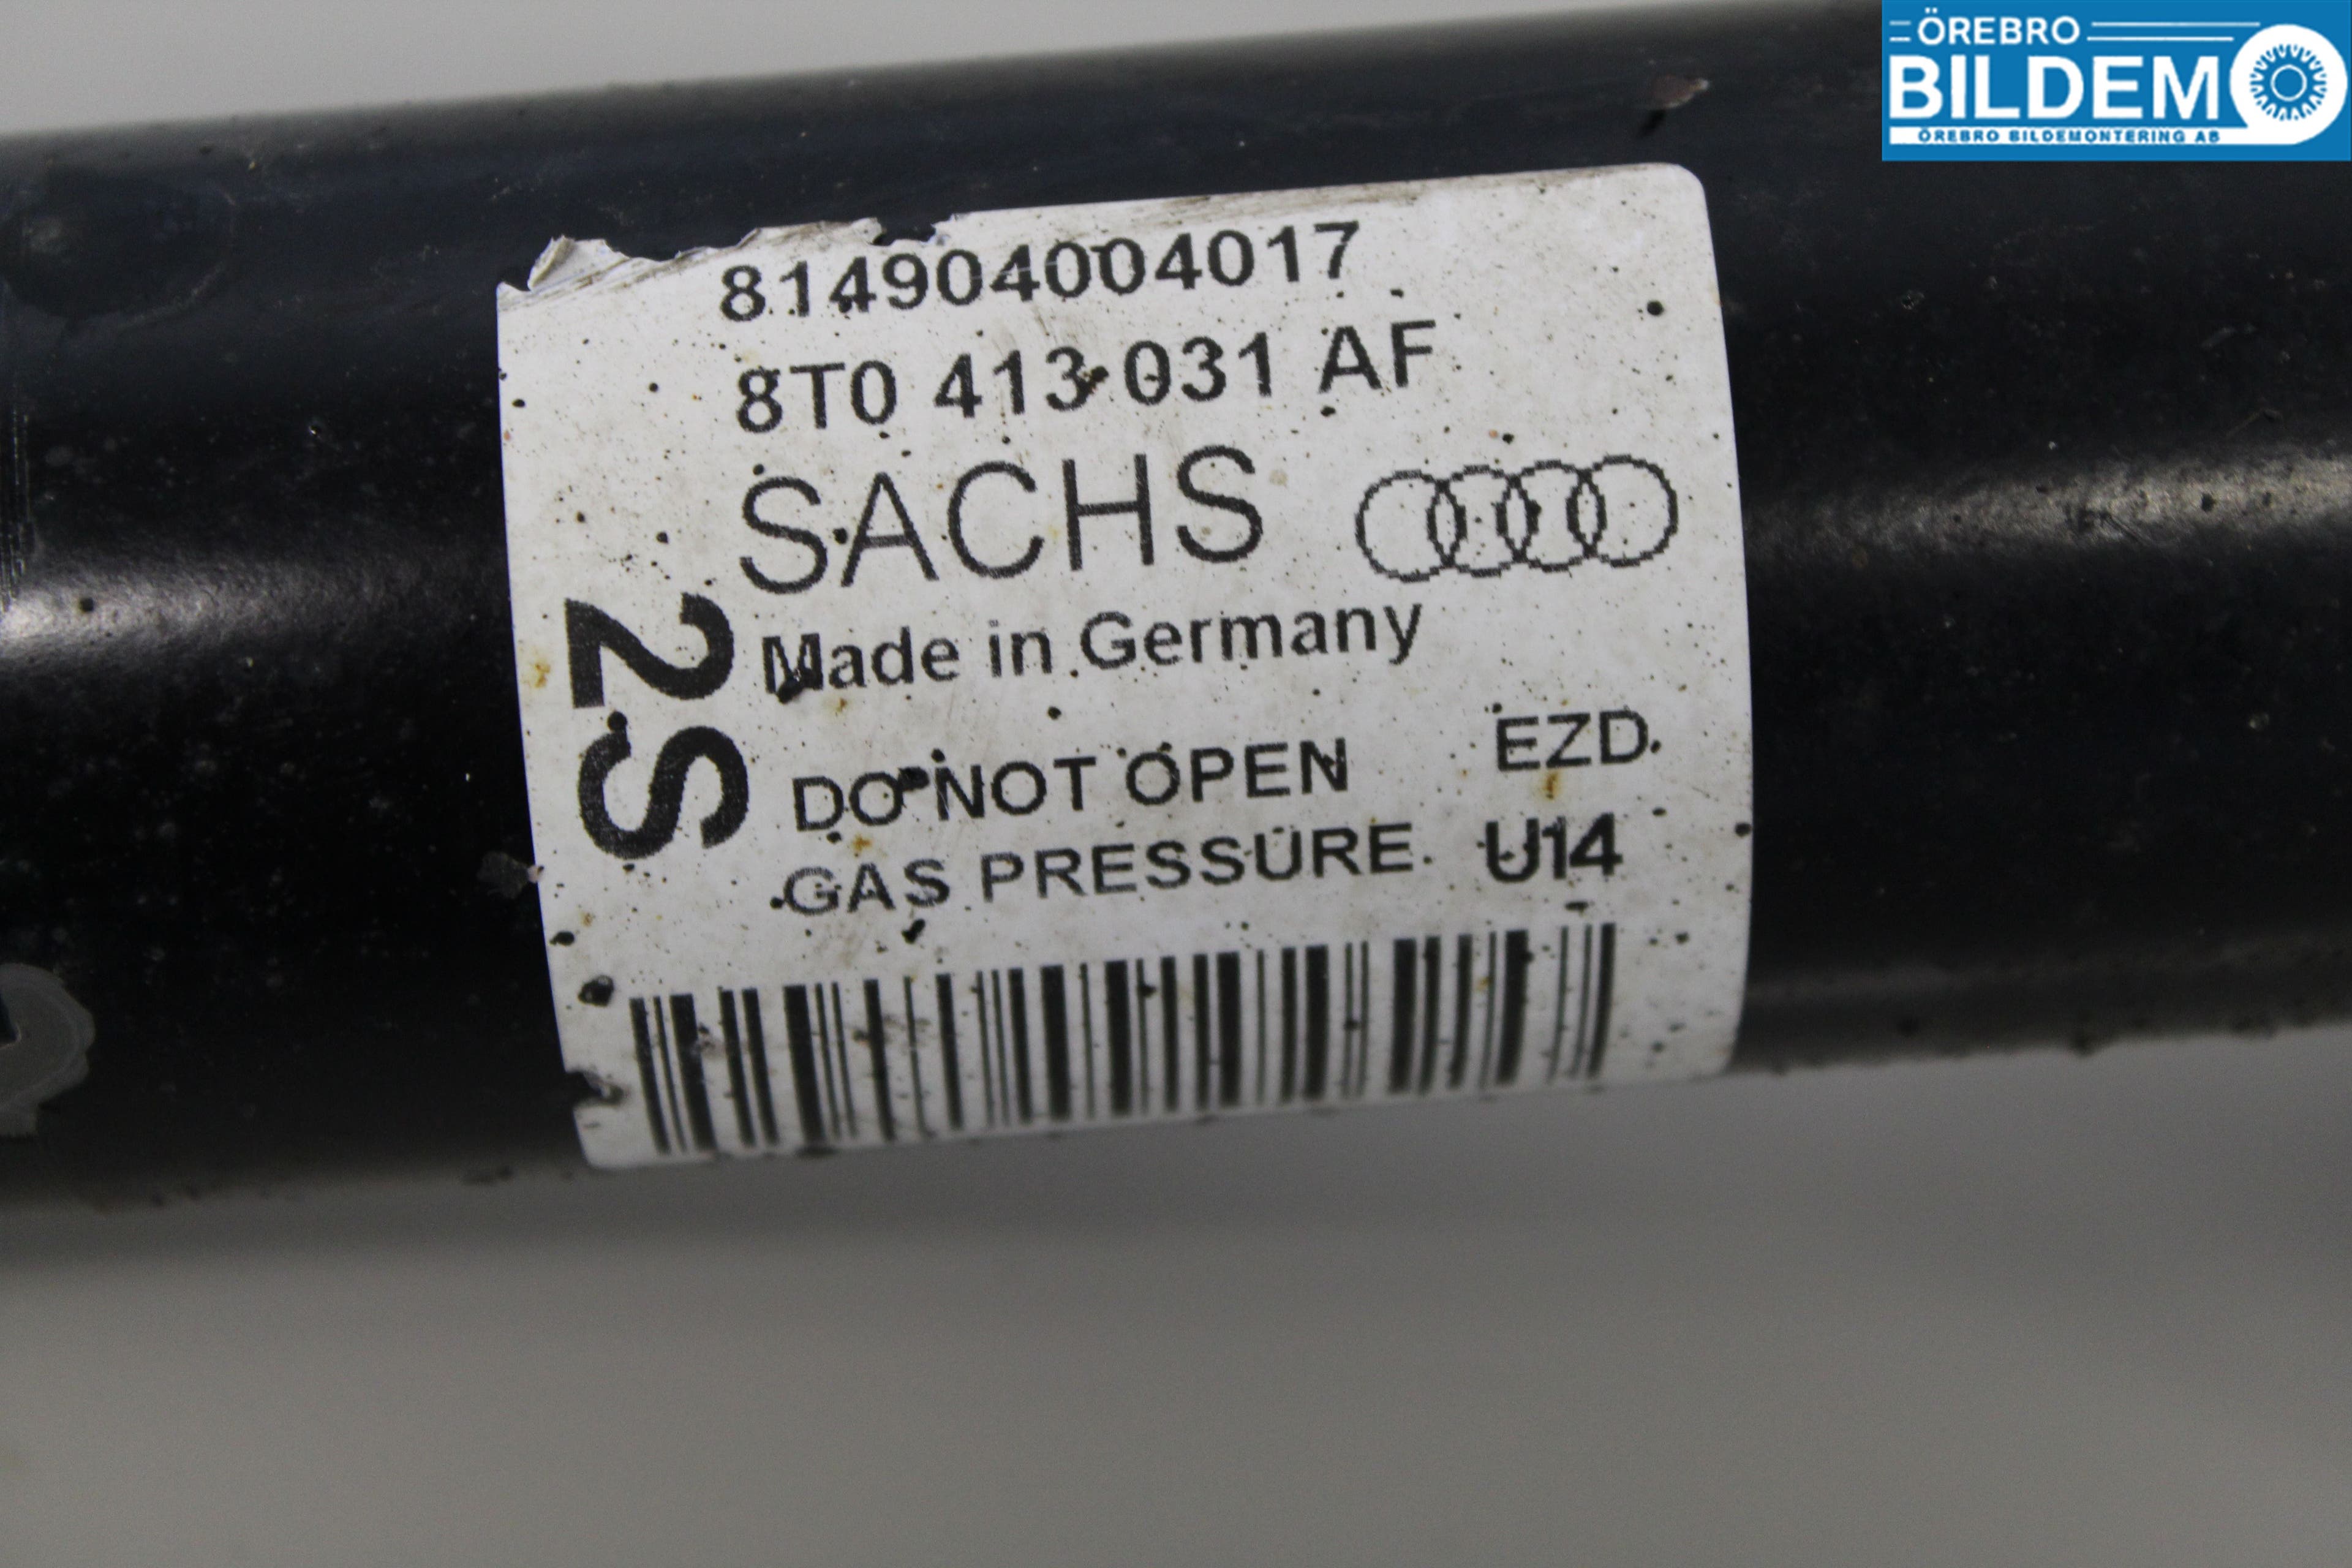 ÖREBRO
BILDEMO
ÖREBRO BILDEMONTERING AB
814904004017
8T0 413 031 AF
SACHS
2S
Made in Germany
DO NOT OPEN EZD
GAS PRESSURE U14